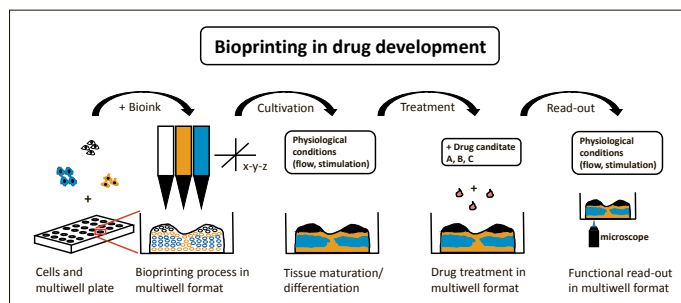 Bioprinting in drug development
+ Bioink
Cultivation
Treatment
Read-out
x-y-z
Physiological
conditions
(flow, stimulation)
+ Drug canditate
A, B, C
Physiological
conditions
(flow, stimulation)
+
+
microscope
Cells and
multiwell plate
Bioprinting process in
multiwell format
Tissue maturation/
differentiation
Drug treatment in
multiwell format
Functional read-out
in multiwell format